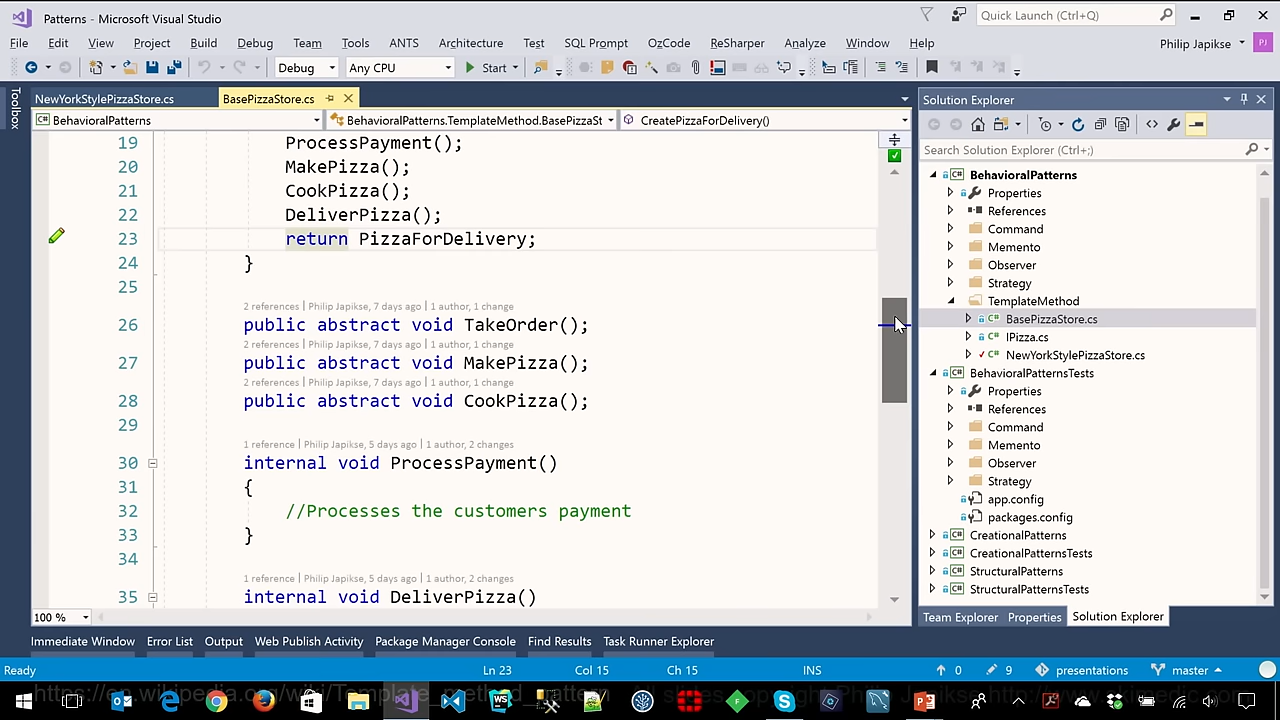 Patterns - Microsoft Visual Studio
Quick Launch (Ctrl+Q)
File Edit View Project Build Debug Team Tools ANTS Architecture Test SQL Prompt OzCode ReSharper Analyze Window Help
Philip Japikse PJ
Debug Any CPU Start
Toolbox
NewYorkStylePizzaStore.cs BasePizzaStore.cs
BehavioralPatterns BehavioralPatterns.TemplateMethod.BasePizzaSt CreatePizzaForDelivery()
19 ProcessPayment();
20 MakePizza();
21 CookPizza();
22 DeliverPizza();
23 return PizzaForDelivery;
24 }
25
2 references | Philip Japikse, 7 days ago | 1 author, 1 change
26 public abstract void TakeOrder();
2 references | Philip Japikse, 7 days ago | 1 author, 1 change
27 public abstract void MakePizza();
2 references | Philip Japikse, 7 days ago | 1 author, 1 change
28 public abstract void CookPizza();
29
1 reference | Philip Japikse, 5 days ago | 1 author, 2 changes
30 internal void ProcessPayment()
31 {
32 //Processes the customers payment
33 }
34
1 reference | Philip Japikse, 5 days ago | 1 author, 2 changes
35 internal void DeliverPizza()
100 %
Solution Explorer
Search Solution Explorer (Ctrl+;)
BehavioralPatterns
Properties
References
Command
Memento
Observer
Strategy
TemplateMethod
BasePizzaStore.cs
IPizza.cs
NewYorkStylePizzaStore.cs
BehavioralPatternsTests
Properties
References
Command
Memento
Observer
Strategy
app.config
packages.config
CreationalPatterns
CreationalPatternsTests
StructuralPatterns
StructuralPatternsTests
Team Explorer Properties Solution Explorer
Immediate Window Error List Output Web Publish Activity Package Manager Console Find Results Task Runner Explorer
Ready Ln 23 Col 15 Ch 15 INS 0 9 presentations master